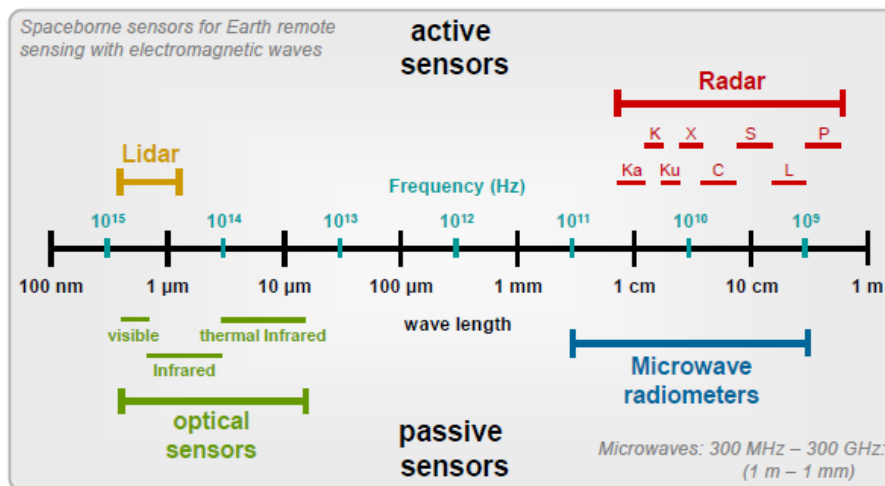 Spaceborne sensors for Earth remote
sensing with electromagnetic waves
active
sensors
Radar
K X S P
Lidar
Ka Ku C L
Frequency (Hz)
10¹⁵ 10¹⁴ 10¹³ 10¹² 10¹¹ 10¹⁰ 10⁹
100 nm 1 µm 10 µm 100 µm 1 mm 1 cm 10 cm 1 m
wave length
visible thermal Infrared
Infrared
optical
sensors
Microwave
radiometers
passive
sensors
Microwaves: 300 MHz – 300 GHz:
(1 m – 1 mm)